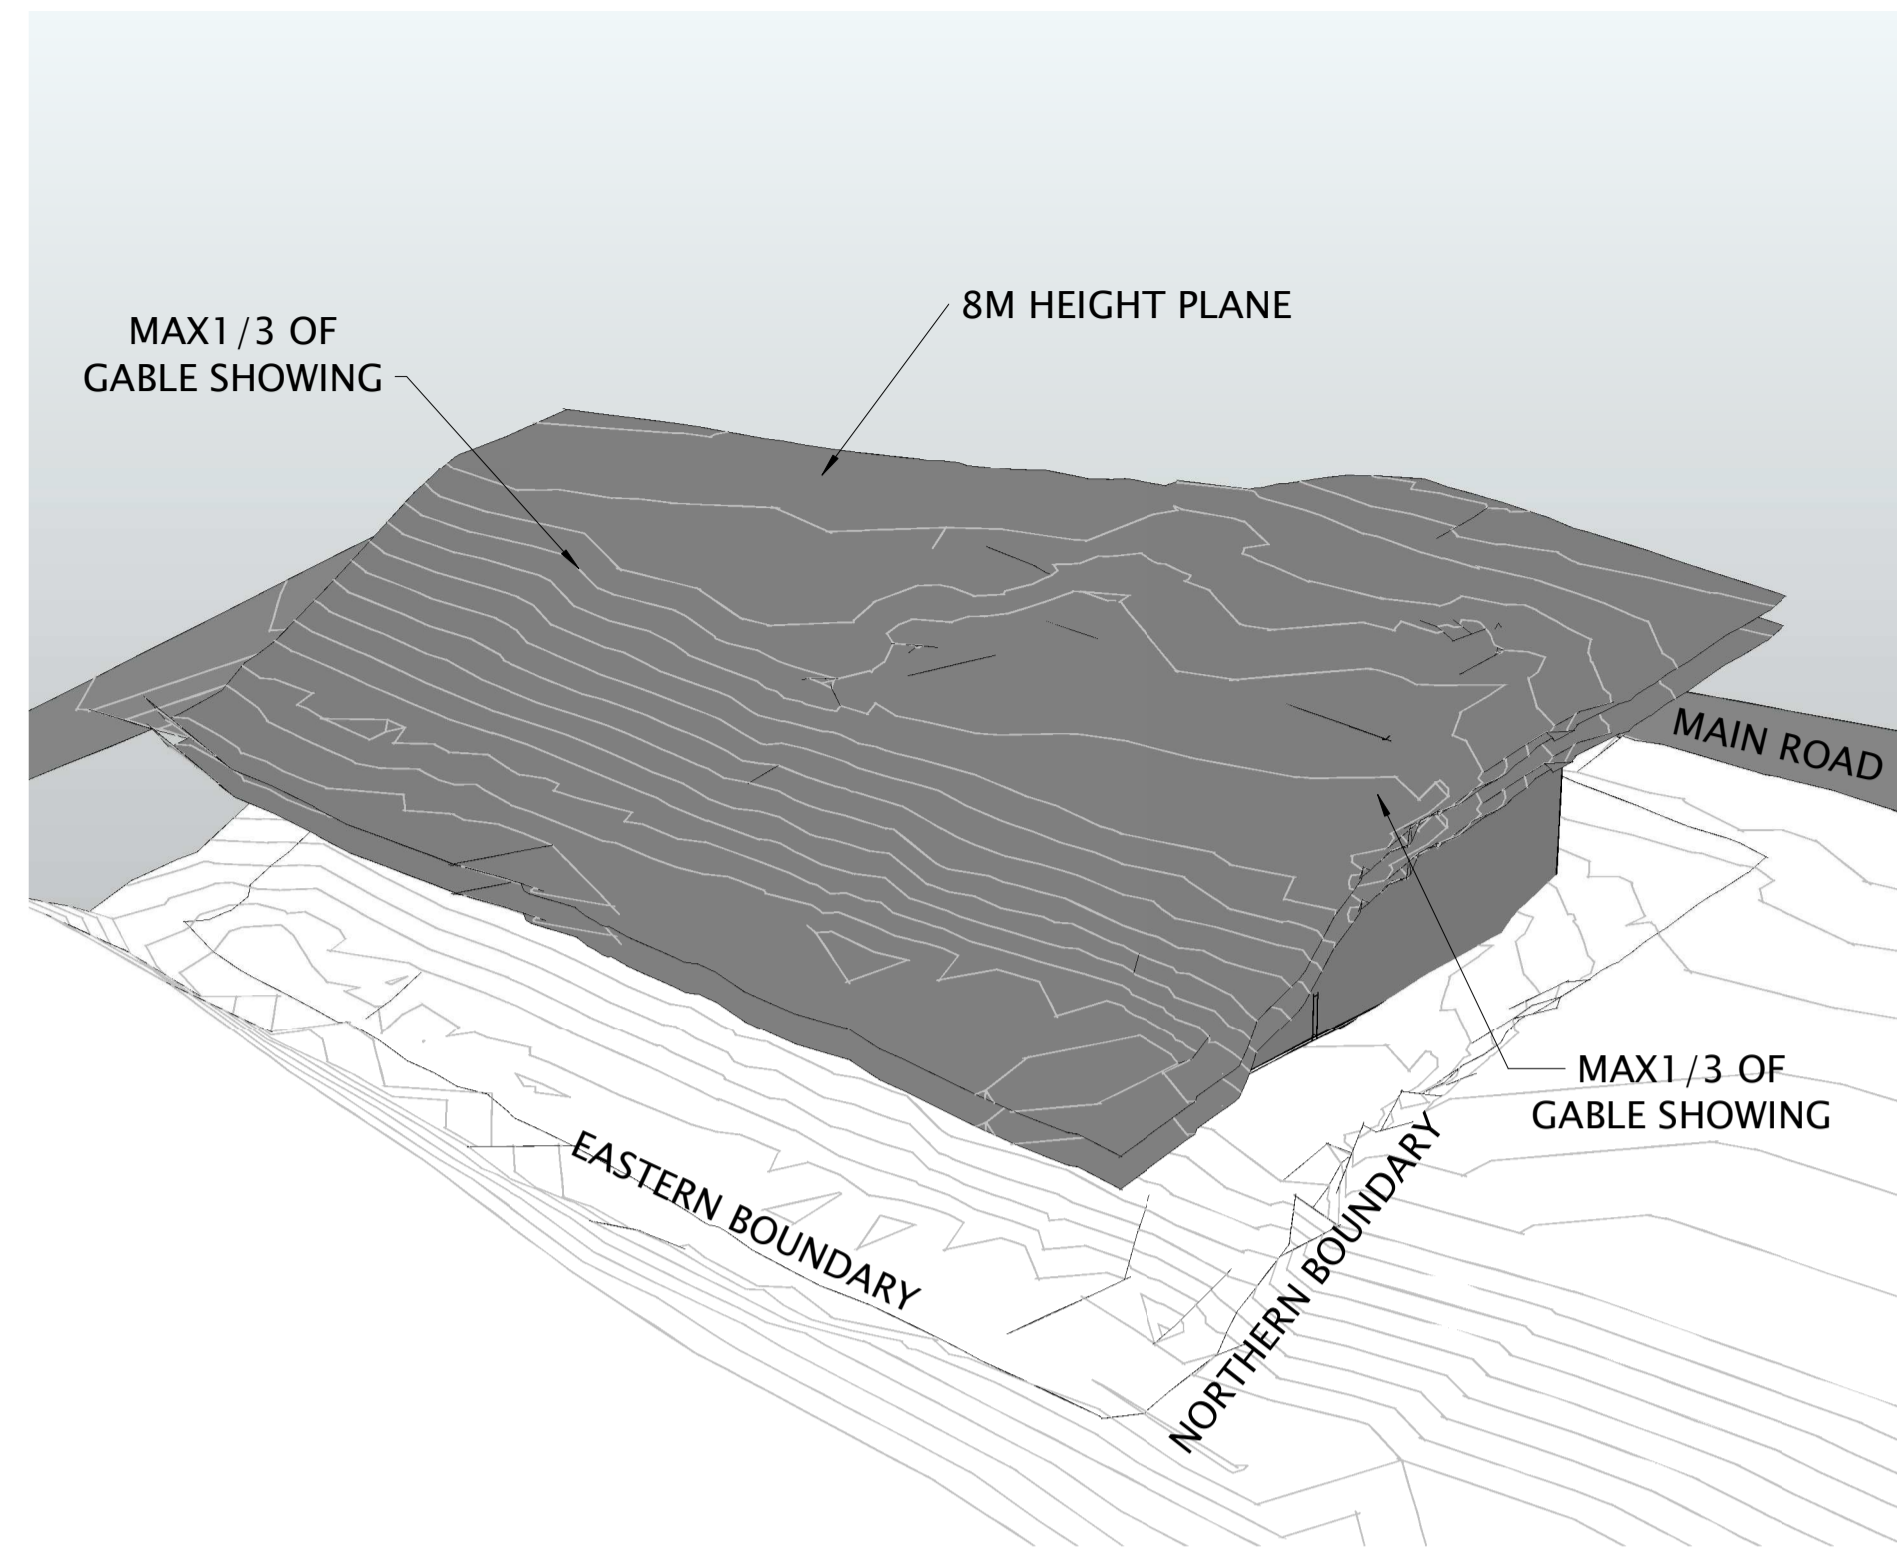 8M HEIGHT PLANE
MAX1/3 OF
GABLE SHOWING
MAIN ROAD
MAX1/3 OF
GABLE SHOWING
EASTERN BOUNDARY
NORTHERN BOUNDARY